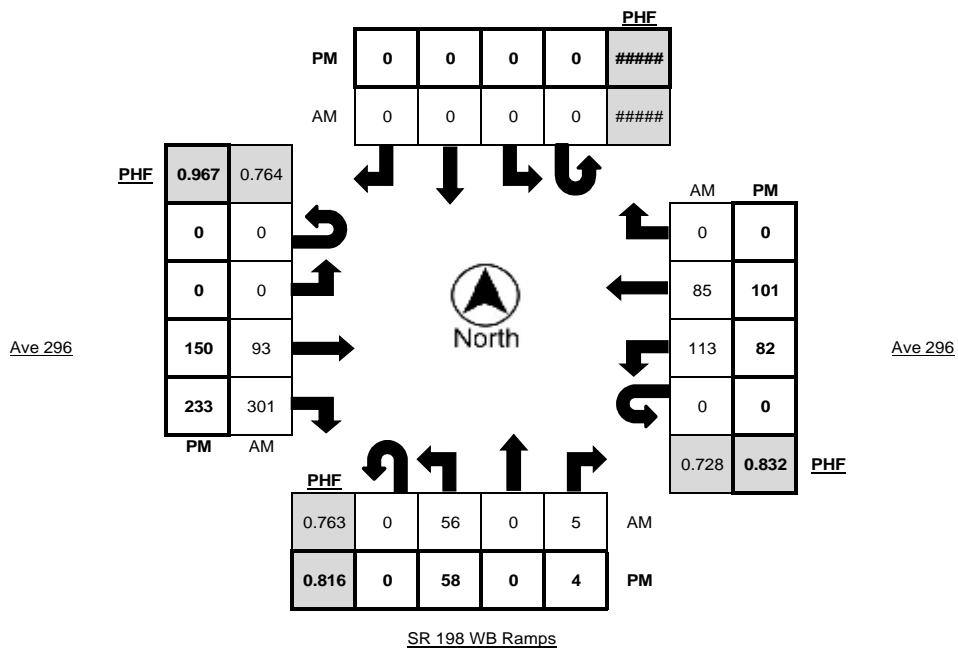 PHF
PM 0 0 0 0 #####
AM 0 0 0 0 #####
PHF 0.967 0.764
AM PM
0 0
0 0
0 0
85 101
North
Ave 296
150 93
113 82
Ave 296
233 301
0 0
PM AM
0.728 0.832 PHF
PHF
0.763 0 56 0 5 AM
0.816 0 58 0 4 PM
SR 198 WB Ramps